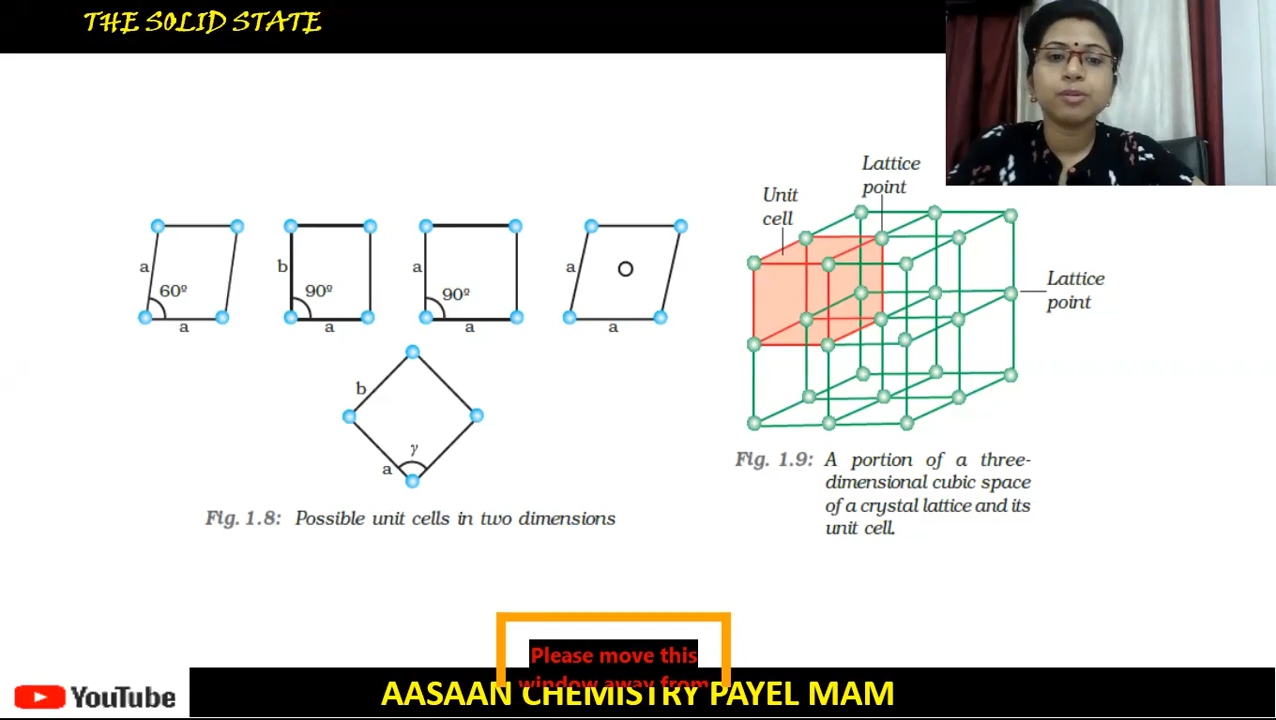 THE SOLID STATE
Lattice
point
Unit
cell
a
60º
a
b
90º
a
a
90º
a
a
a
Lattice
point
b
γ
a
Fig. 1.8: Possible unit cells in two dimensions
Fig. 1.9: A portion of a three-
dimensional cubic space
of a crystal lattice and its
unit cell.
Please move this
window away from
YouTube
AASAAN CHEMISTRY PAYEL MAM